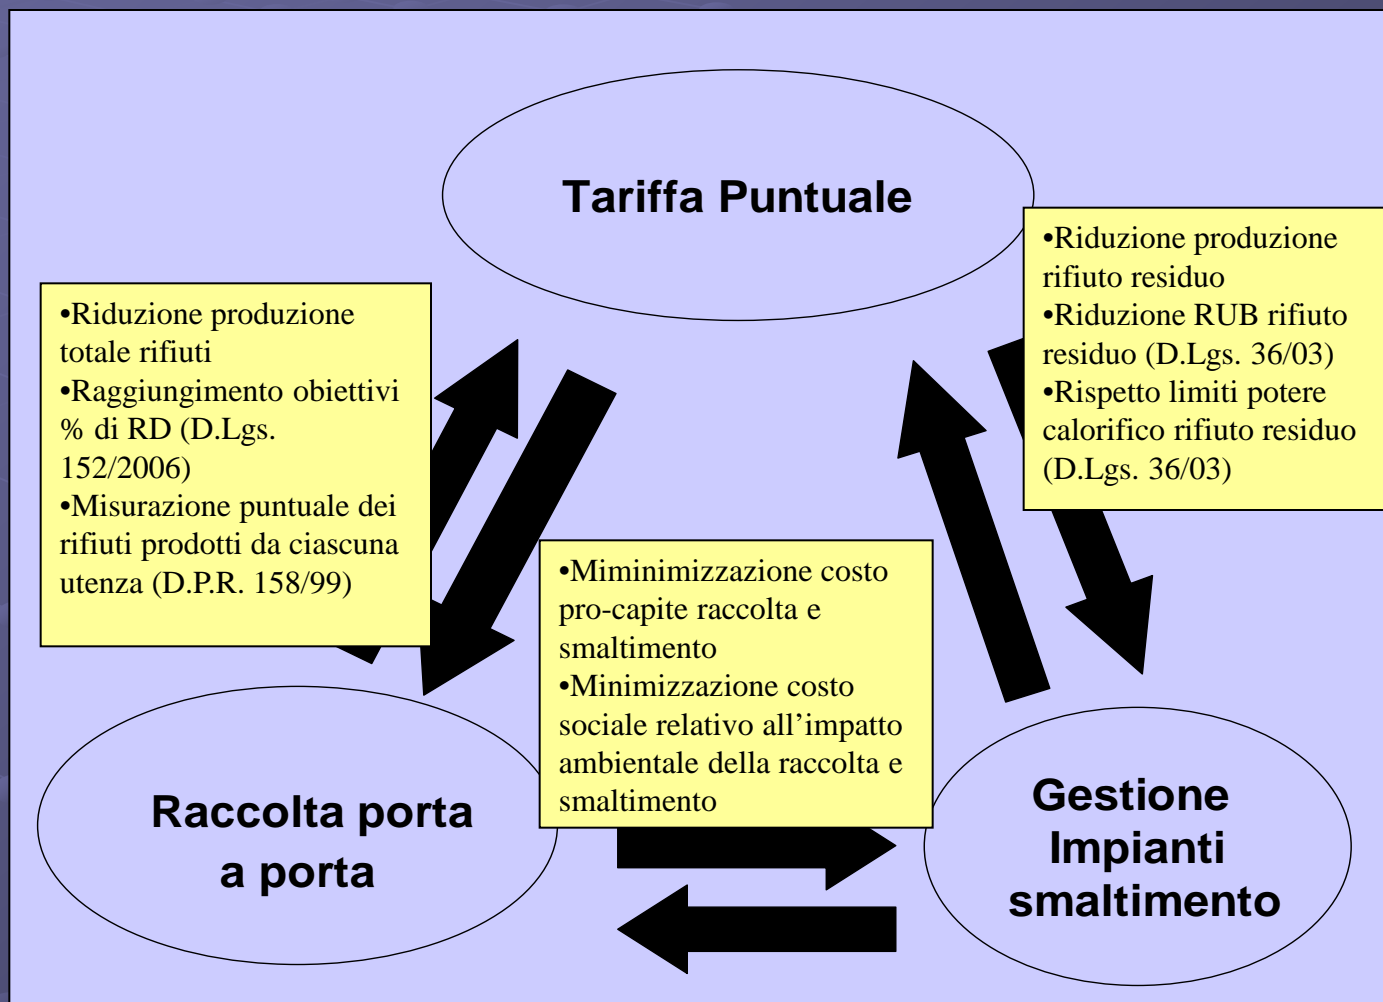 Tariffa Puntuale
•Riduzione produzione
totale rifiuti
•Raggiungimento obiettivi
% di RD (D.Lgs.
152/2006)
•Misurazione puntuale dei
rifiuti prodotti da ciascuna
utenza (D.P.R. 158/99)
•Riduzione produzione
rifiuto residuo
•Riduzione RUB rifiuto
residuo (D.Lgs. 36/03)
•Rispetto limiti potere
calorifico rifiuto residuo
(D.Lgs. 36/03)
•Miminimizzazione costo
pro-capite raccolta e
smaltimento
•Minimizzazione costo
sociale relativo all’impatto
ambientale della raccolta e
smaltimento
Raccolta porta
a porta
Gestione
Impianti
smaltimento